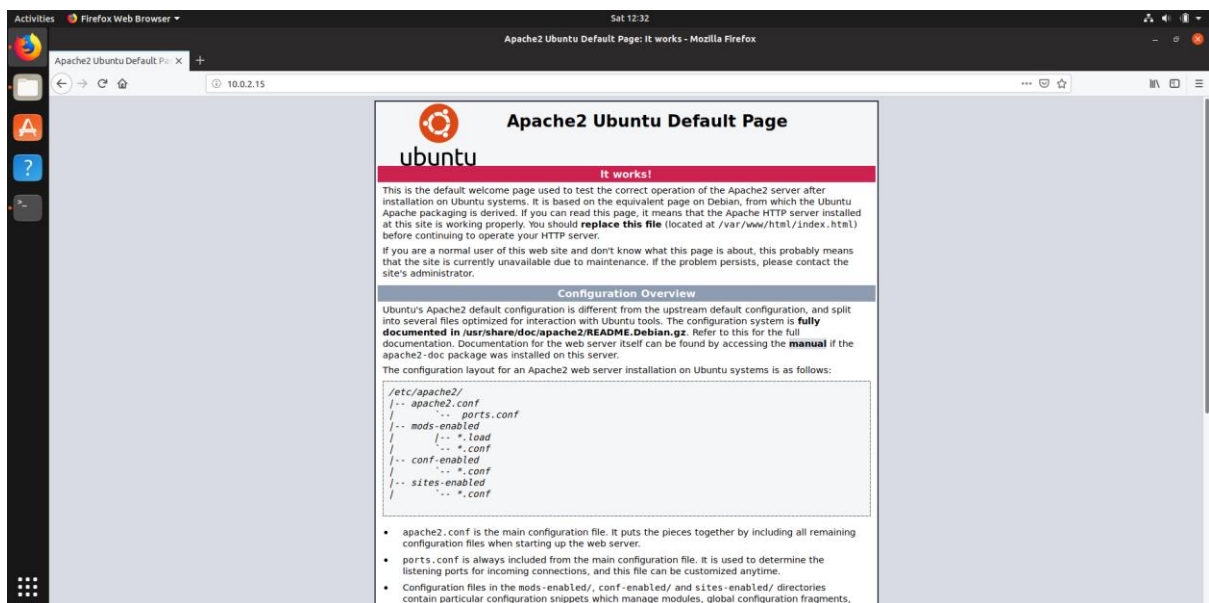 Activities Firefox Web Browser ▾ Sat 12:32
Apache2 Ubuntu Default Page: It works - Mozilla Firefox
Apache2 Ubuntu Default Pa
10.0.2.15
Apache2 Ubuntu Default Page
ubuntu
It works!
This is the default welcome page used to test the correct operation of the Apache2 server after
installation on Ubuntu systems. It is based on the equivalent page on Debian, from which the Ubuntu
Apache packaging is derived. If you can read this page, it means that the Apache HTTP server installed
at this site is working properly. You should replace this file (located at /var/www/html/index.html)
before continuing to operate your HTTP server.
If you are a normal user of this web site and don't know what this page is about, this probably means
that the site is currently unavailable due to maintenance. If the problem persists, please contact the
site's administrator.
Configuration Overview
Ubuntu's Apache2 default configuration is different from the upstream default configuration, and split
into several files optimized for interaction with Ubuntu tools. The configuration system is fully
documented in /usr/share/doc/apache2/README.Debian.gz. Refer to this for the full
documentation. Documentation for the web server itself can be found by accessing the manual if the
apache2-doc package was installed on this server.
The configuration layout for an Apache2 web server installation on Ubuntu systems is as follows:
/etc/apache2/
|-- apache2.conf
|       `--  ports.conf
|-- mods-enabled
|       |-- *.load
|       `-- *.conf
|-- conf-enabled
|       `-- *.conf
|-- sites-enabled
|       `-- *.conf
• apache2.conf is the main configuration file. It puts the pieces together by including all remaining
configuration files when starting up the web server.
• ports.conf is always included from the main configuration file. It is used to determine the
listening ports for incoming connections, and this file can be customized anytime.
• Configuration files in the mods-enabled/, conf-enabled/ and sites-enabled/ directories
contain particular configuration snippets which manage modules, global configuration fragments,